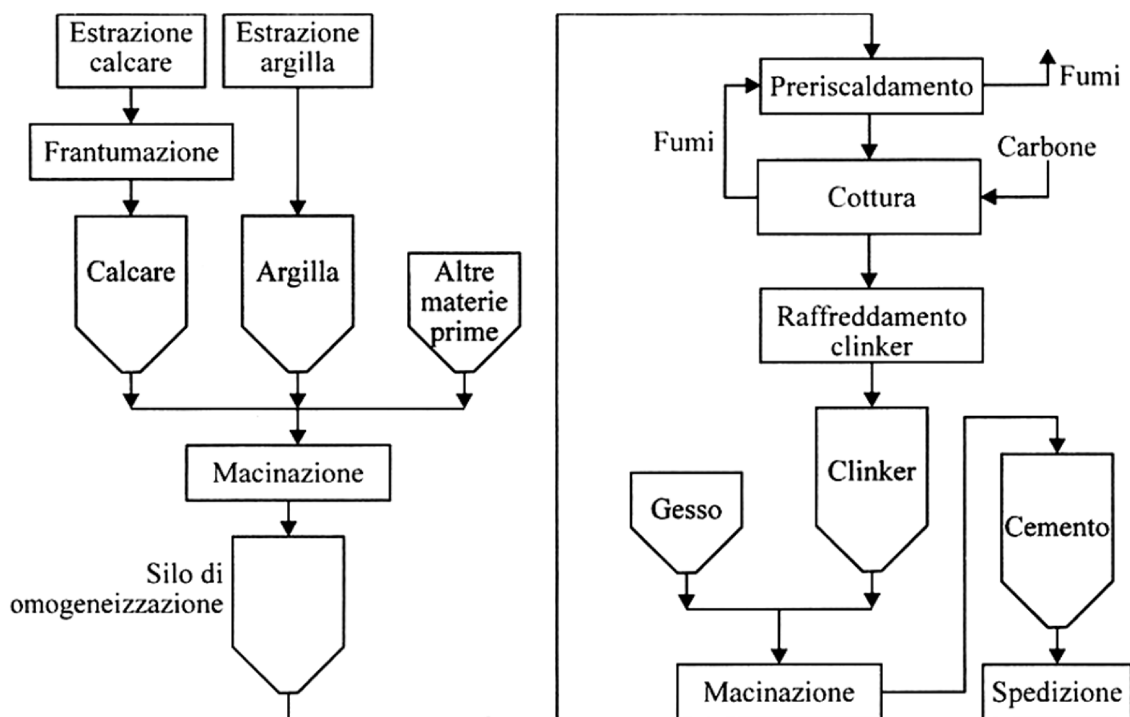 Estrazione
calcare
Estrazione
argilla
Frantumazione
Calcare
Argilla
Altre
materie
prime
Macinazione
Silo di
omogeneizzazione
Preriscaldamento
Fumi
Fumi
Carbone
Cottura
Raffreddamento
clinker
Clinker
Gesso
Cemento
Macinazione
Spedizione